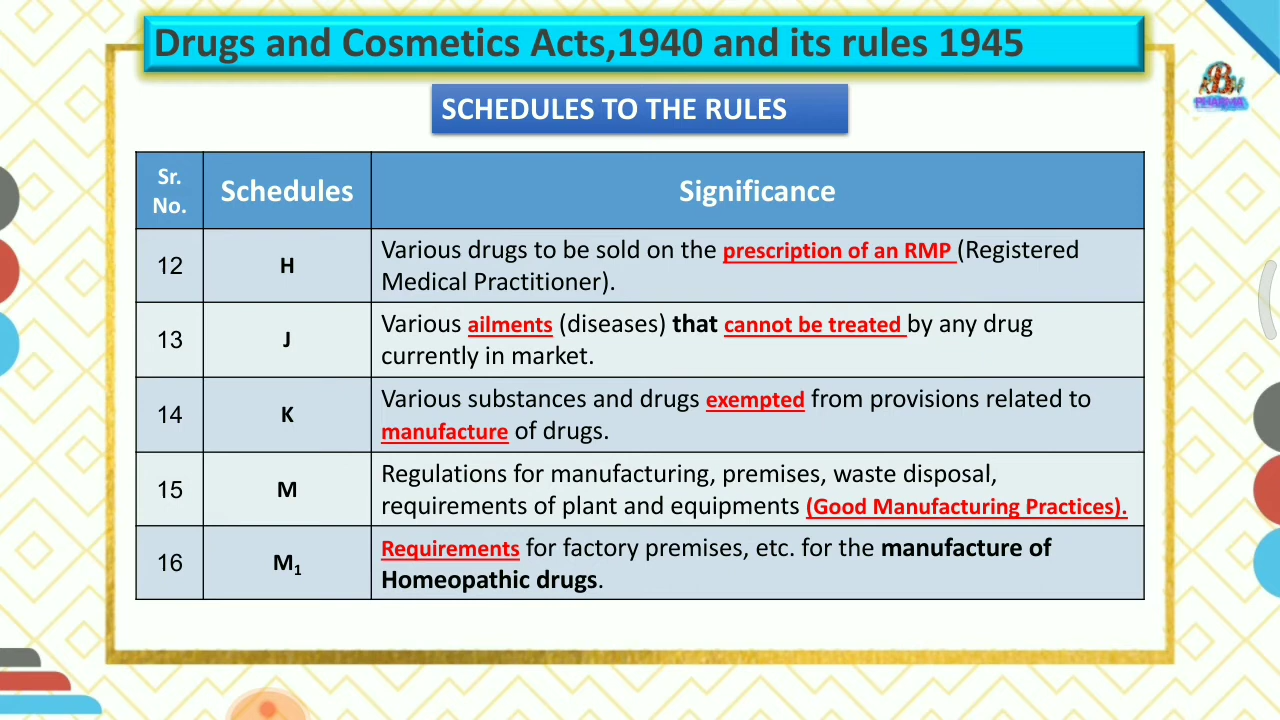 Drugs and Cosmetics Acts,1940 and its rules 1945
SCHEDULES TO THE RULES
Sr. No.
Schedules
Significance
12
H
Various drugs to be sold on the prescription of an RMP (Registered
Medical Practitioner).
13
J
Various ailments (diseases) that cannot be treated by any drug
currently in market.
14
K
Various substances and drugs exempted from provisions related to
manufacture of drugs.
15
M
Regulations for manufacturing, premises, waste disposal,
requirements of plant and equipments (Good Manufacturing Practices).
16
M1
Requirements for factory premises, etc. for the manufacture of
Homeopathic drugs.
PHARMA